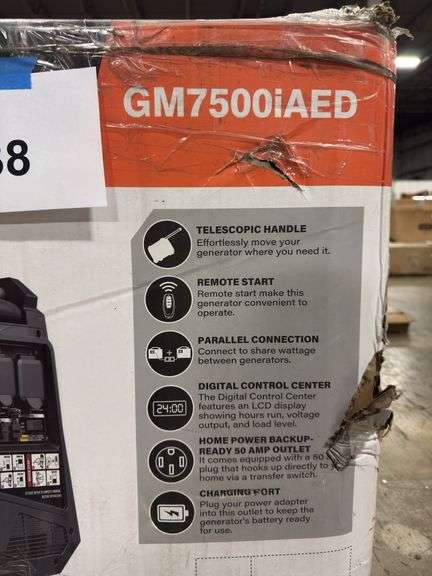 GM7500iAED
8
TELESCOPIC HANDLE
Effortlessly move your
generator where you need it.
REMOTE START
Remote start make this
generator convenient to
operate.
PARALLEL CONNECTION
Connect to share wattage
between generators.
DIGITAL CONTROL CENTER
24:00
The Digital Control Center
features an LCD display
showing hours run, voltage
output, and load level.
HOME POWER BACKUP-
READY 50 AMP OUTLET
It comes equipped with a 50
plug that hooks up directly to
home via a transfer switch.
CHARGING PORT
Plug your power adapter
into this outlet to keep the
generator's battery ready
for use.